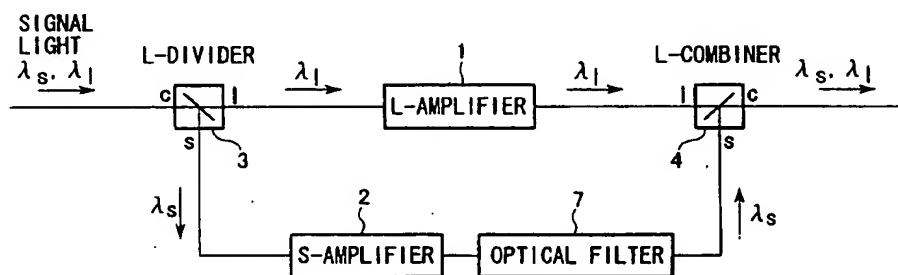 SIGNAL
LIGHT
λs, λl
L-DIVIDER
λl
1
λl
L-COMBINER
λs, λl
c
l
L-AMPLIFIER
l
c
s
3
4
s
λs
2
7
λs
S-AMPLIFIER
OPTICAL FILTER